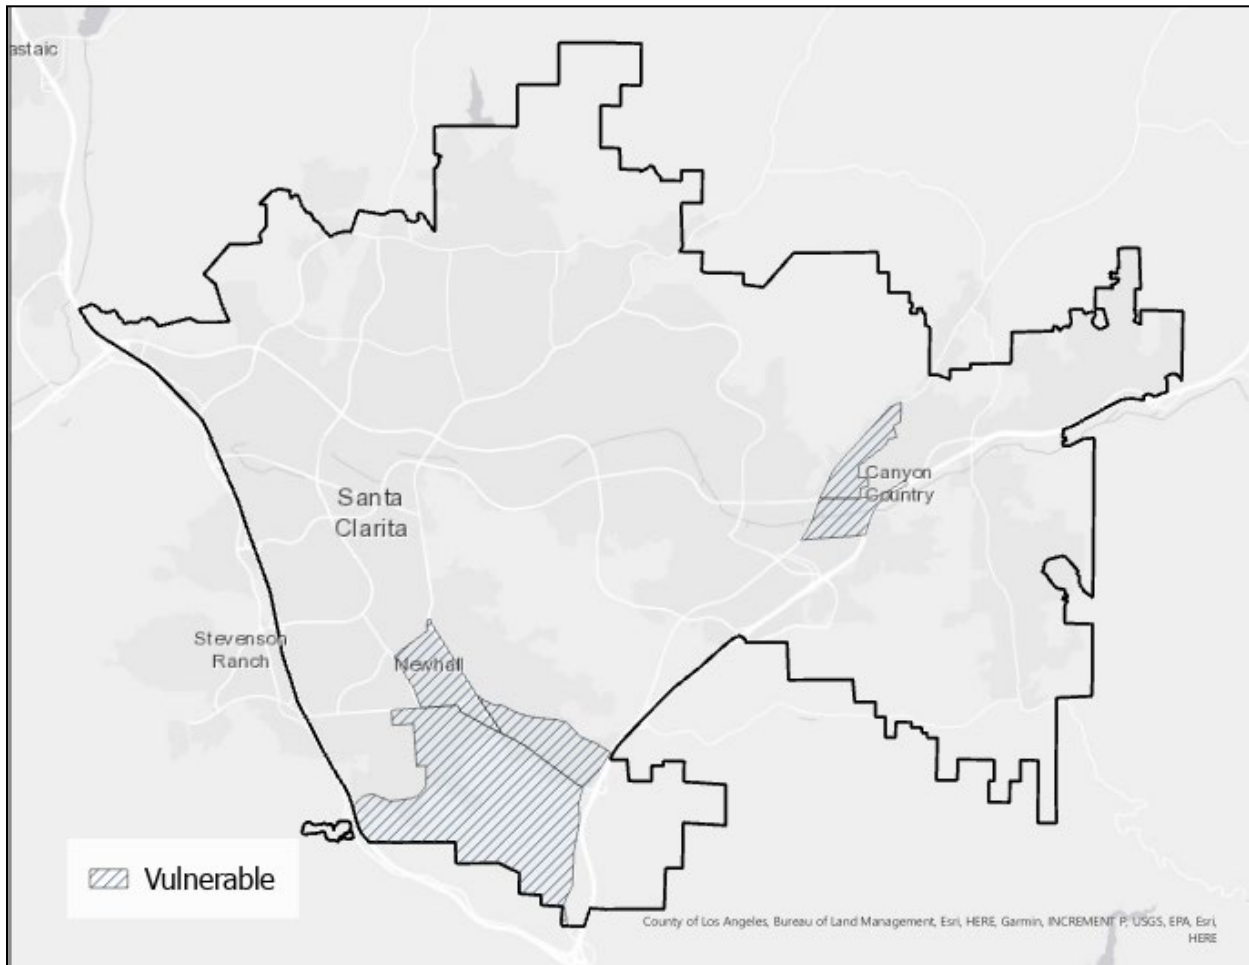 astaic
Canyon
Country
Santa
Clarita
Stevenson
Ranch
Newhall
Vulnerable
County of Los Angeles, Bureau of Land Management, Esri, HERE, Garmin, INCREMENT P, USGS, EPA, Esri,
HERE